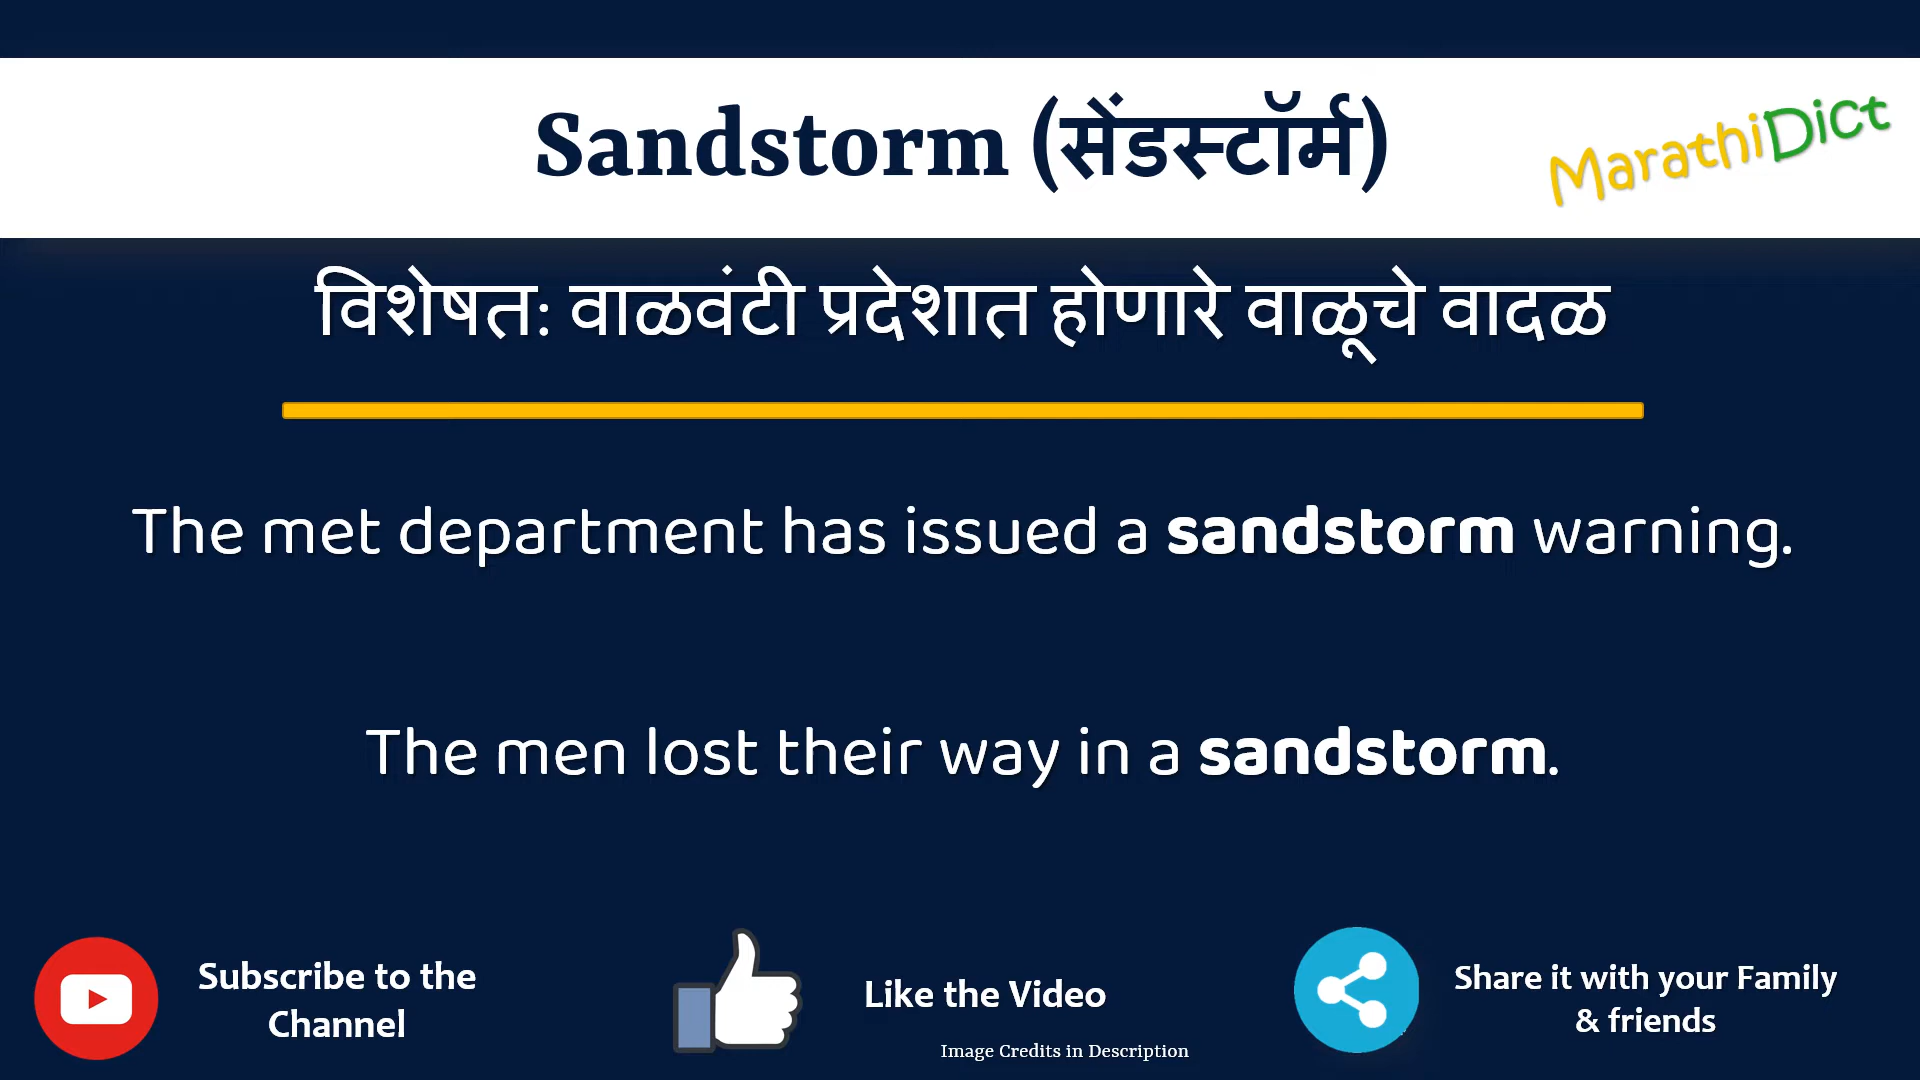 Sandstorm (सेंडस्टॉर्म)
MarathiDict
विशेषत: वाळवंटी प्रदेशात होणारे वाळूचे वादळ
The met department has issued a sandstorm warning.
The men lost their way in a sandstorm.
Subscribe to the
Channel
Like the Video
Share it with your Family
& friends
Image Credits in Description